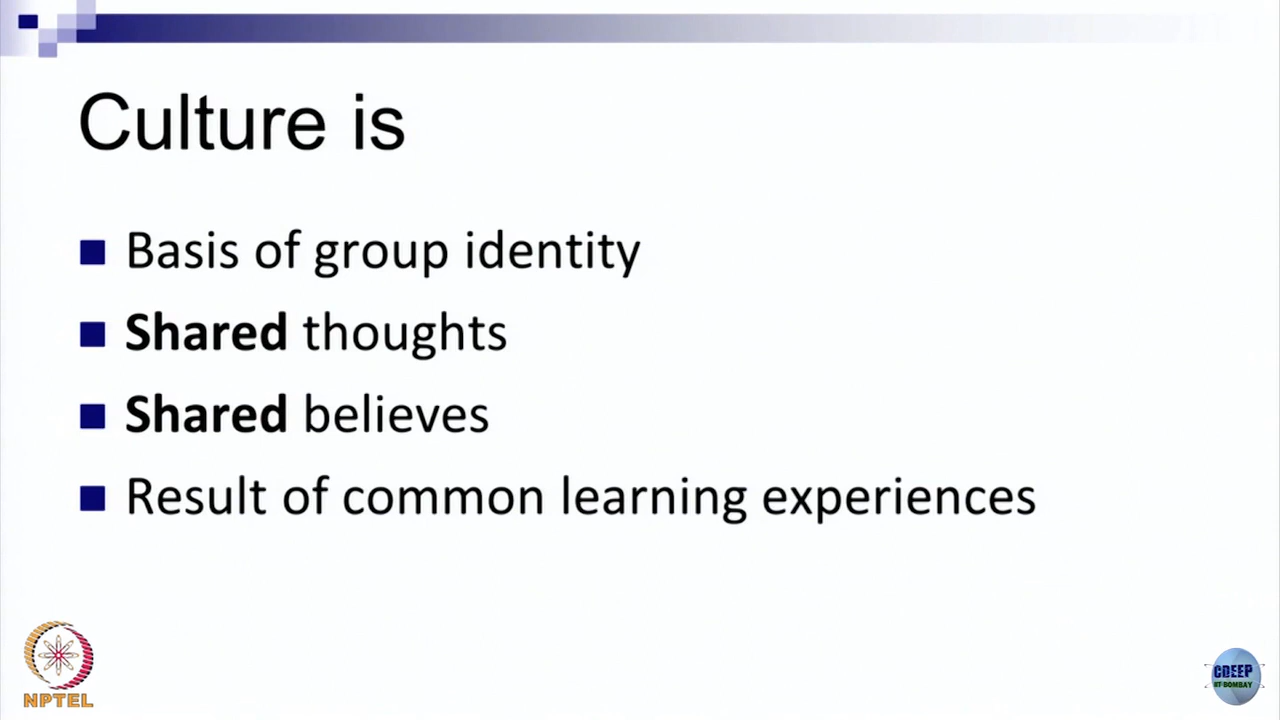 Culture is
Basis of group identity
Shared thoughts
Shared believes
Result of common learning experiences
NPTEL
CDEEP
IIT BOMBAY